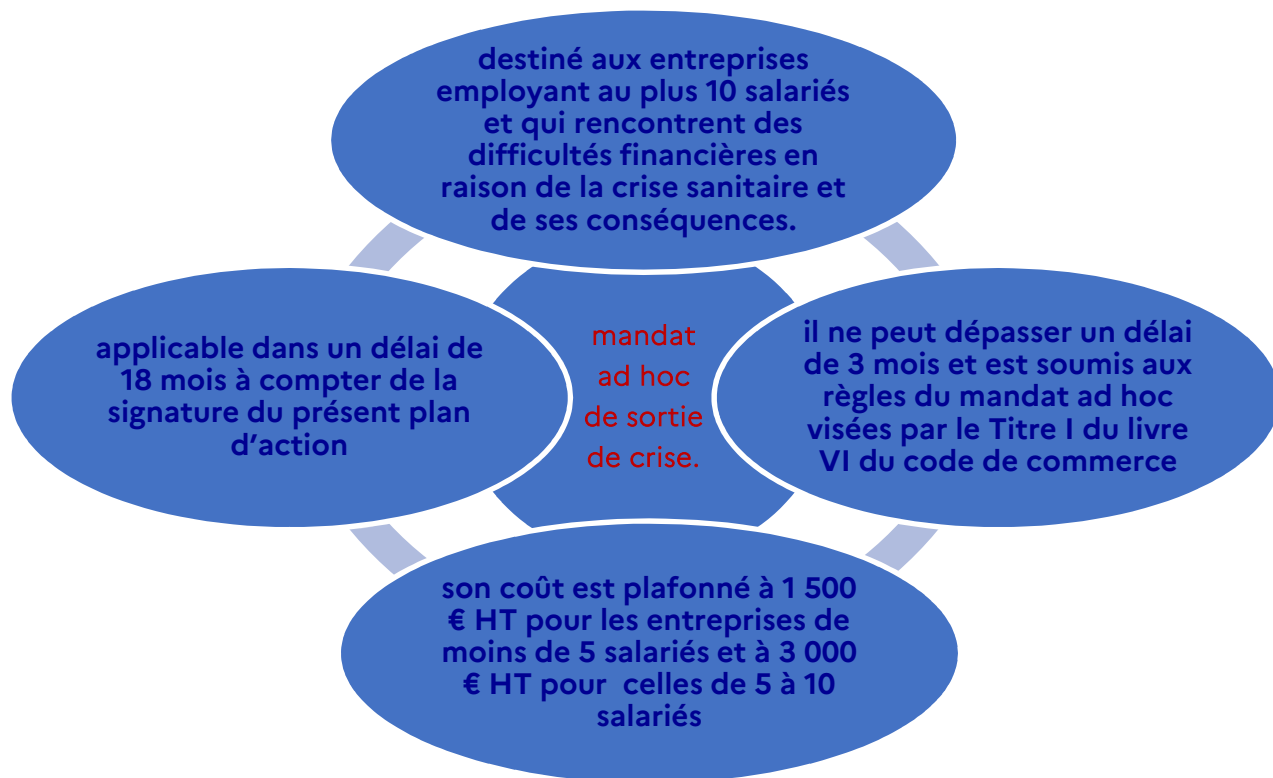 destiné aux entreprises
employant au plus 10 salariés
et qui rencontrent des
difficultés financières en
raison de la crise sanitaire et
de ses conséquences.
applicable dans un délai de
18 mois à compter de la
signature du présent plan
d’action
mandat
ad hoc
de sortie
de crise.
il ne peut dépasser un délai
de 3 mois et est soumis aux
règles du mandat ad hoc
visées par le Titre I du livre
VI du code de commerce
son coût est plafonné à 1 500
€ HT pour les entreprises de
moins de 5 salariés et à 3 000
€ HT pour celles de 5 à 10
salariés